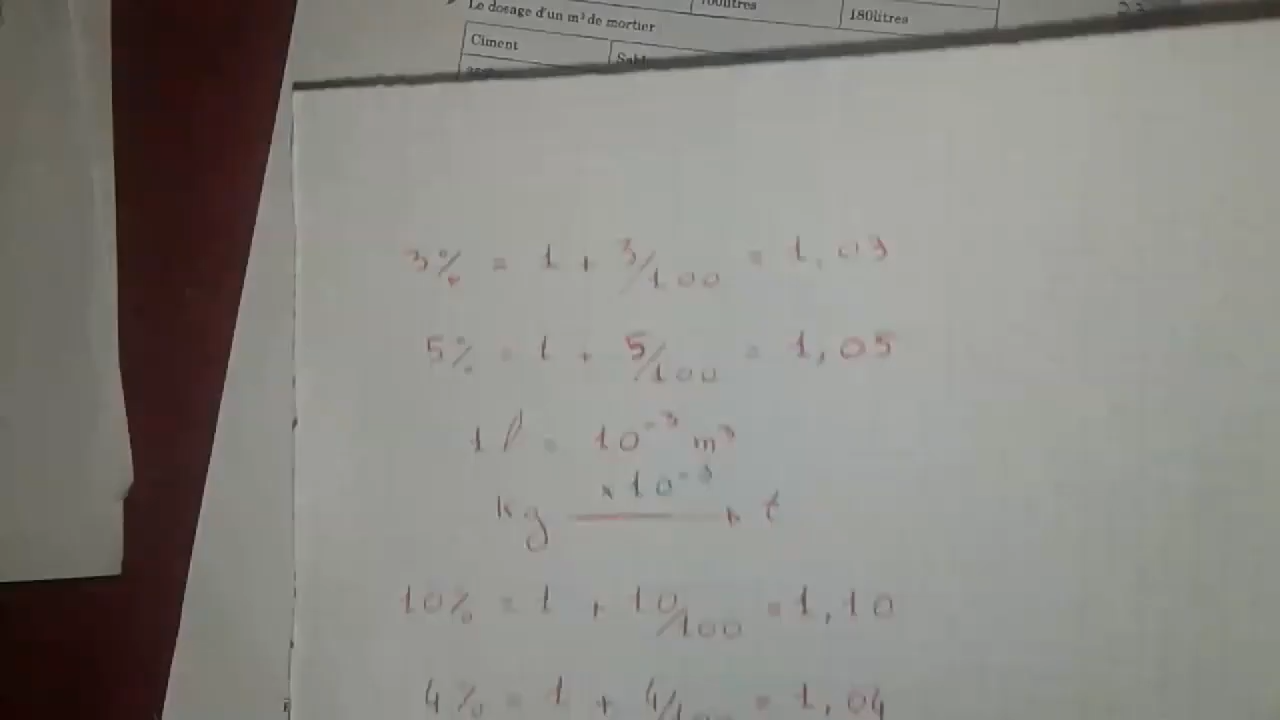 700litres
180litres
Le dosage d'un m³ de mortier
Ciment
3% = 1 + 3/100 = 1,03
5% = 1 + 5/100 = 1,05
1 l = 10⁻³ m³
x 10⁻³
kg → t
10% = 1 + 10/100 = 1,10
4% = 1 + 4/100 = 1,04